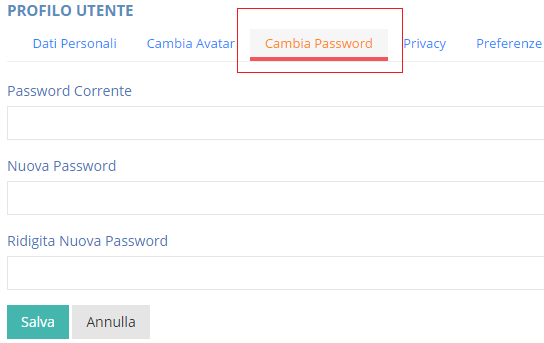 PROFILO UTENTE
Dati Personali Cambia Avatar Cambia Password Privacy Preferenze
Password Corrente
Nuova Password
Ridigita Nuova Password
Salva Annulla